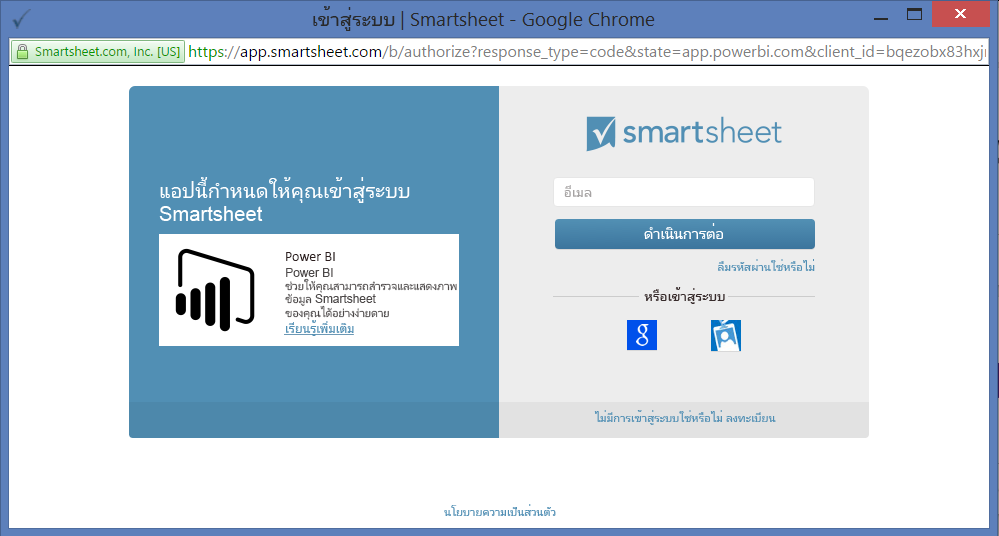 เข้าสู่ระบบ | Smartsheet - Google Chrome
Smartsheet.com, Inc. [US] https://app.smartsheet.com/b/authorize?response_type=code&state=app.powerbi.com&client_id=bqezobx83hxj
แอปนี้กำหนดให้คุณเข้าสู่ระบบ
Smartsheet
Power BI
Power BI
ช่วยให้คุณสามารถสำรวจและแสดงภาพ
ข้อมูล Smartsheet
ของคุณได้อย่างง่ายดาย
เรียนรู้เพิ่มเติม
smartsheet
อีเมล
ดำเนินการต่อ
ลืมรหัสผ่านใช่หรือไม่
หรือเข้าสู่ระบบ
g
ไม่มีการเข้าสู่ระบบใช่หรือไม่ ลงทะเบียน
นโยบายความเป็นส่วนตัว